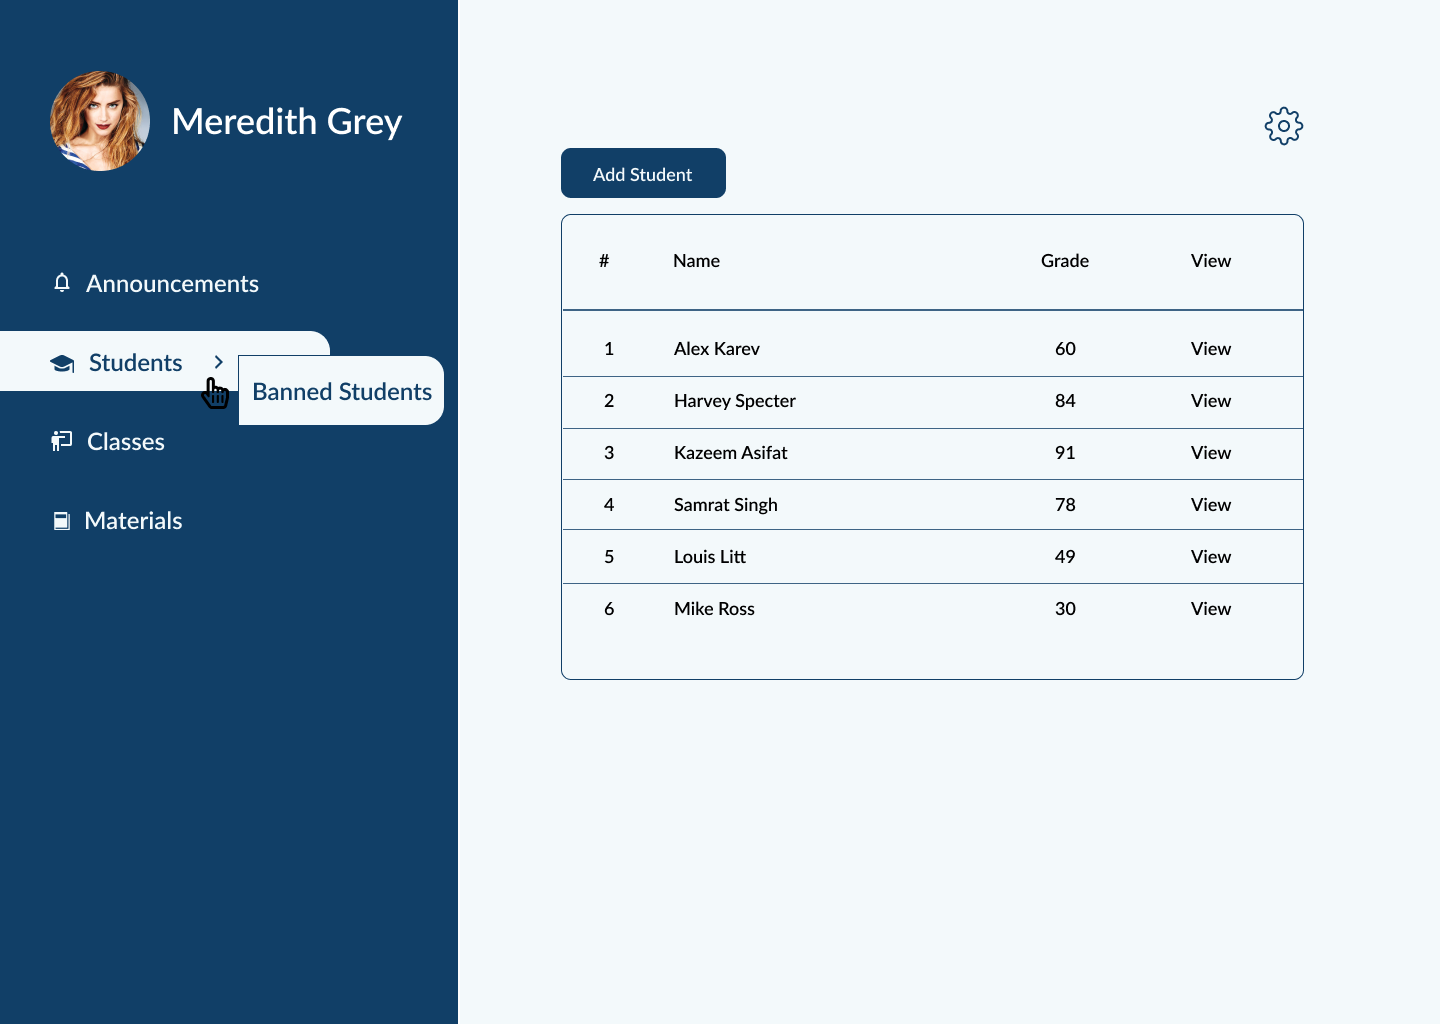 Meredith Grey
Announcements
Students
Banned Students
Classes
Materials
Add Student
# Name Grade View
1 Alex Karev 60 View
2 Harvey Specter 84 View
3 Kazeem Asifat 91 View
4 Samrat Singh 78 View
5 Louis Litt 49 View
6 Mike Ross 30 View